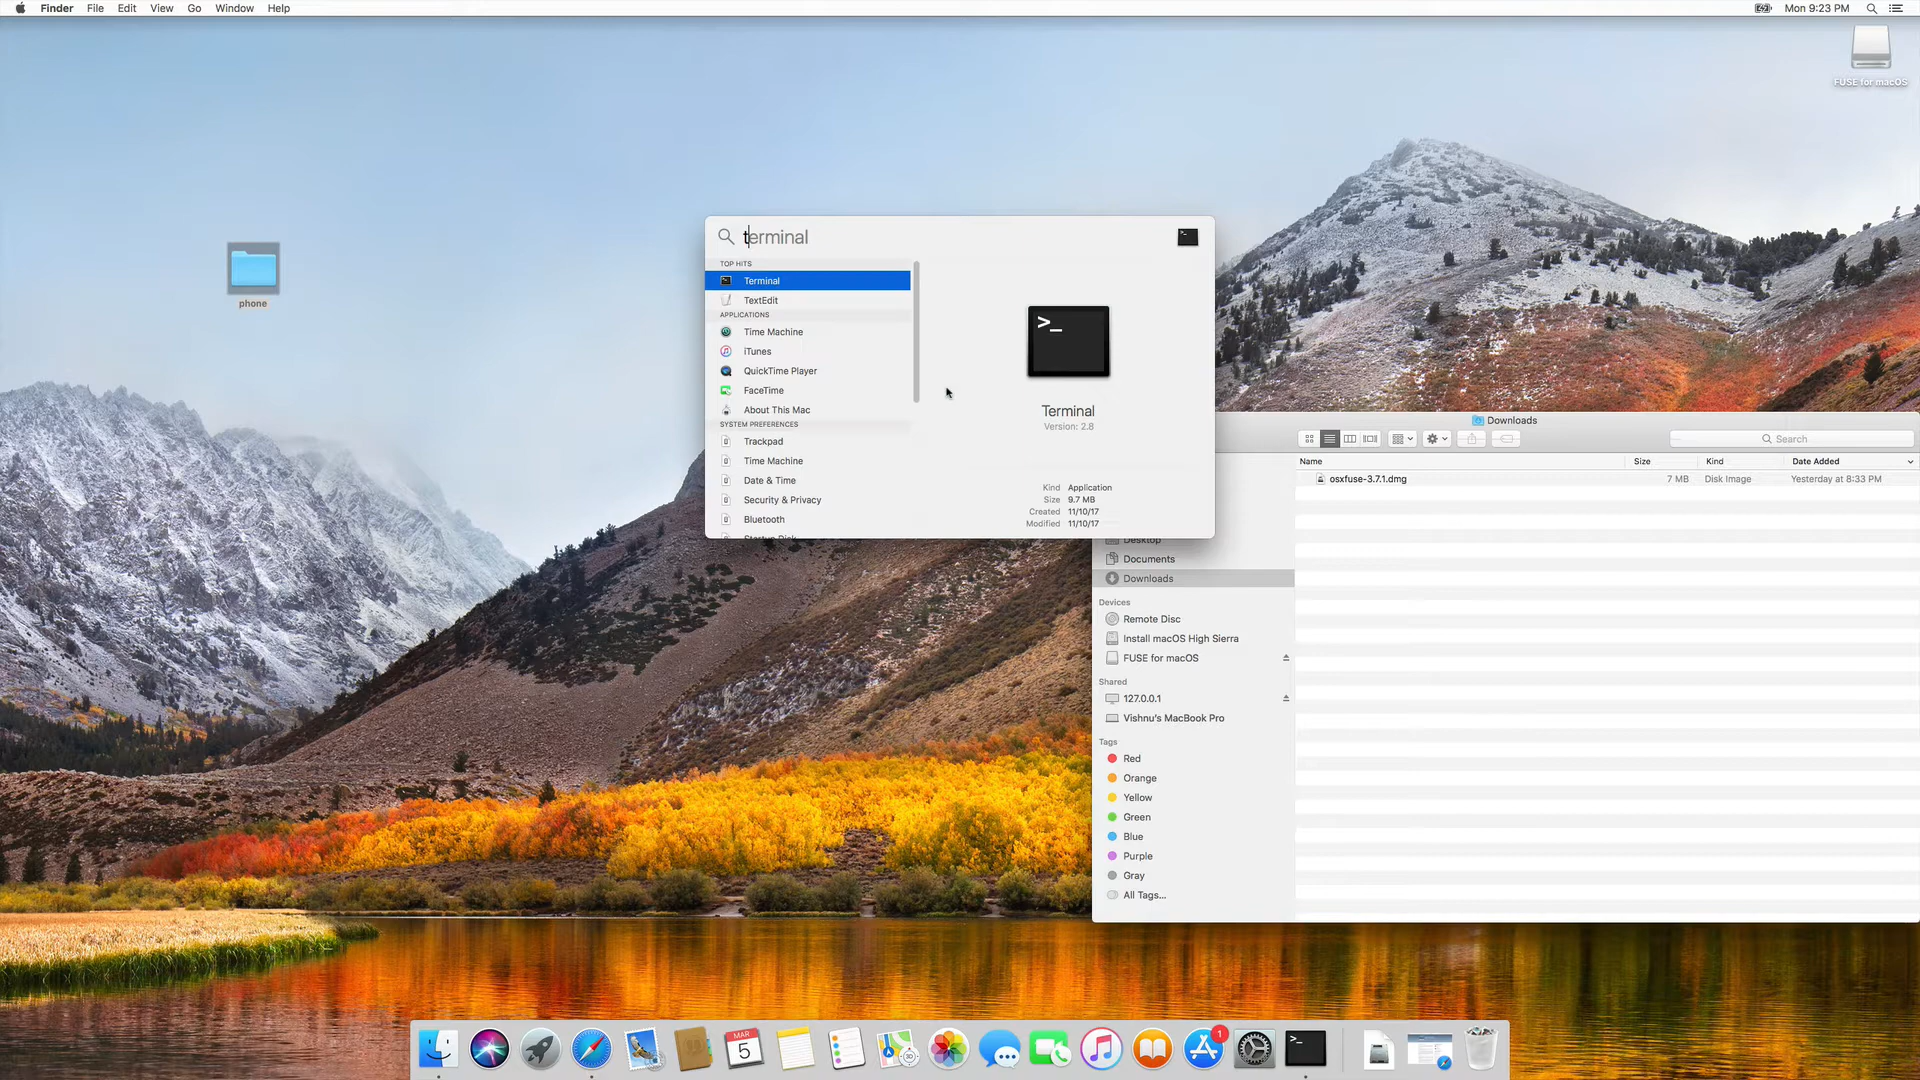 Finder File Edit View Go Window Help
Mon 9:23 PM
FUSE for macOS
phone
terminal
TOP HITS
Terminal
TextEdit
APPLICATIONS
Time Machine
iTunes
QuickTime Player
FaceTime
About This Mac
SYSTEM PREFERENCES
Trackpad
Time Machine
Date & Time
Security & Privacy
Bluetooth
Startup Disk
>_
Terminal
Version: 2.8
Kind Application
Size 9.7 MB
Created 11/10/17
Modified 11/10/17
Downloads
Search
Name Size Kind Date Added
osxfuse-3.7.1.dmg 7 MB Disk Image Yesterday at 8:33 PM
Desktop
Documents
Downloads
Devices
Remote Disc
Install macOS High Sierra
FUSE for macOS
Shared
127.0.0.1
Vishnu's MacBook Pro
Tags
Red
Orange
Yellow
Green
Blue
Purple
Gray
All Tags...
MAR
5
3D
1
>_